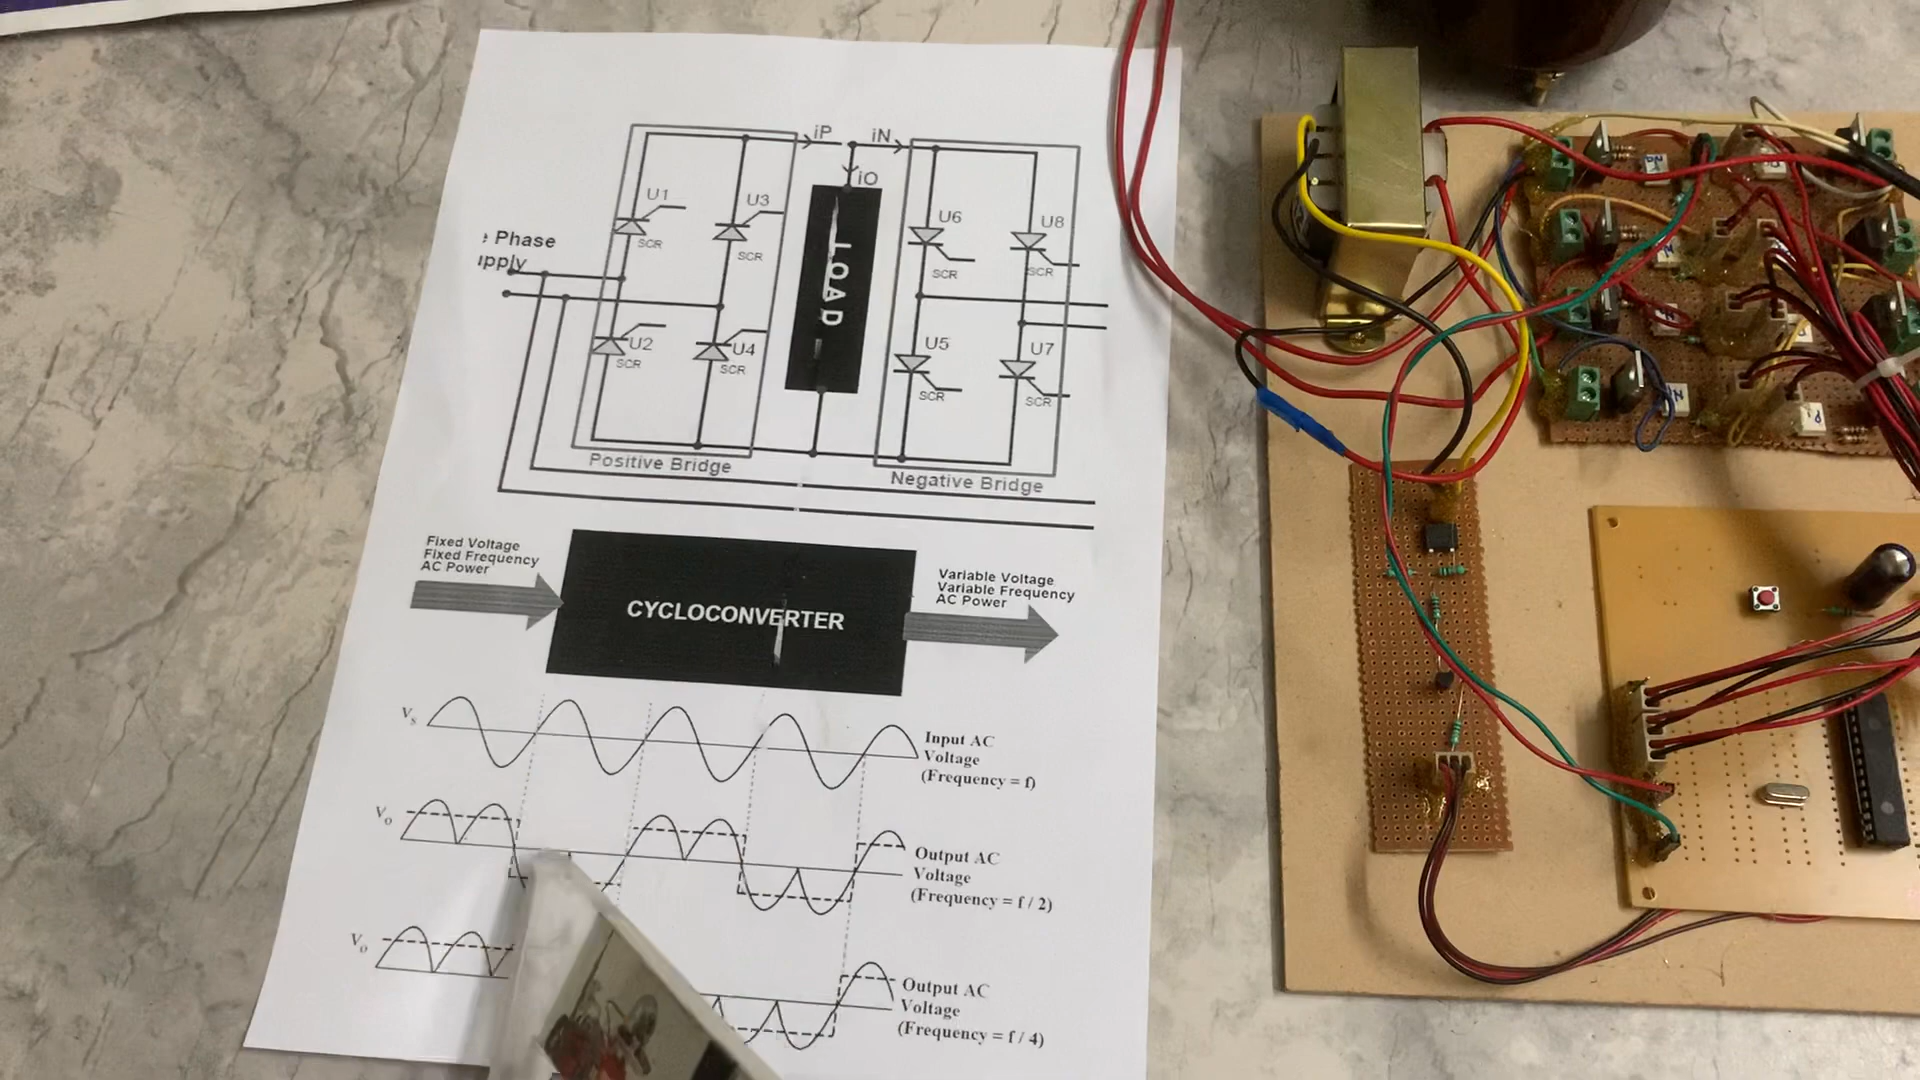 iP
iN
iO
U1
SCR
U3
SCR
U6
SCR
U8
SCR
Phase
LOAD
U2
SCR
U4
SCR
U5
SCR
U7
SCR
Positive Bridge
Negative Bridge
Fixed Voltage
Fixed Frequency
AC Power
CYCLOCONVERTER
Variable Voltage
Variable Frequency
AC Power
Vs
Input AC
Voltage
(Frequency = f)
Vo
Output AC
Voltage
(Frequency = f / 2)
Vo
Output AC
Voltage
(Frequency = f / 4)